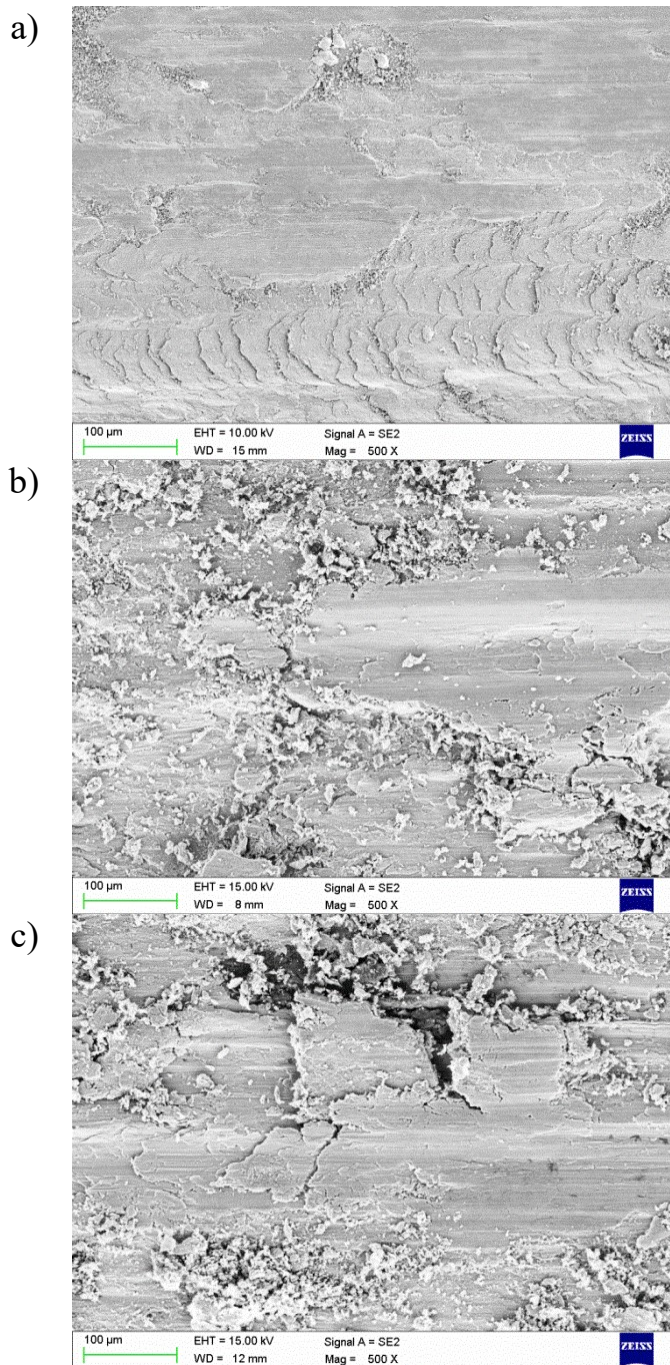 a)
100 µm EHT = 10.00 kV Signal A = SE2 ZEISS
WD = 15 mm Mag = 500 X
b)
100 µm EHT = 15.00 kV Signal A = SE2 ZEISS
WD = 8 mm Mag = 500 X
c)
100 µm EHT = 15.00 kV Signal A = SE2 ZEISS
WD = 12 mm Mag = 500 X